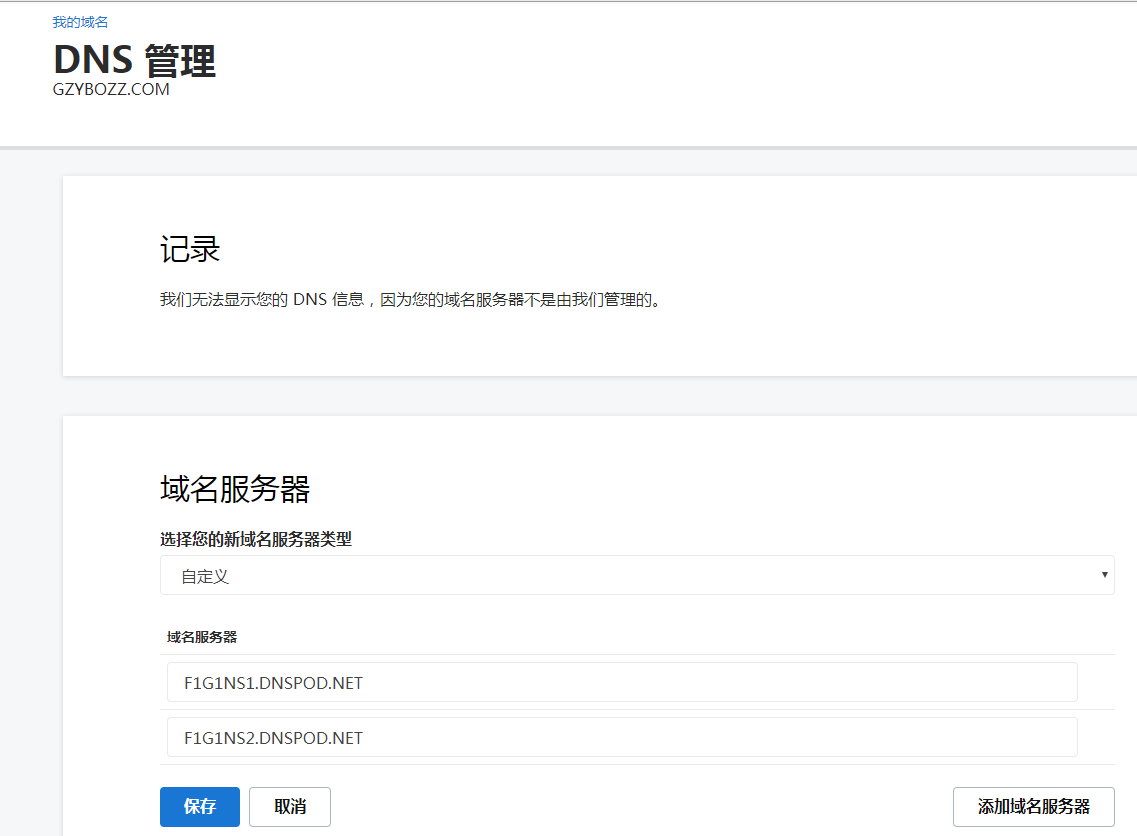 我的域名
DNS 管理
GZYBOZZ.COM
记录
我们无法显示您的 DNS 信息，因为您的域名服务器不是由我们管理的。
域名服务器
选择您的新域名服务器类型
自定义
域名服务器
F1G1NS1.DNSPOD.NET
F1G1NS2.DNSPOD.NET
保存 取消 添加域名服务器